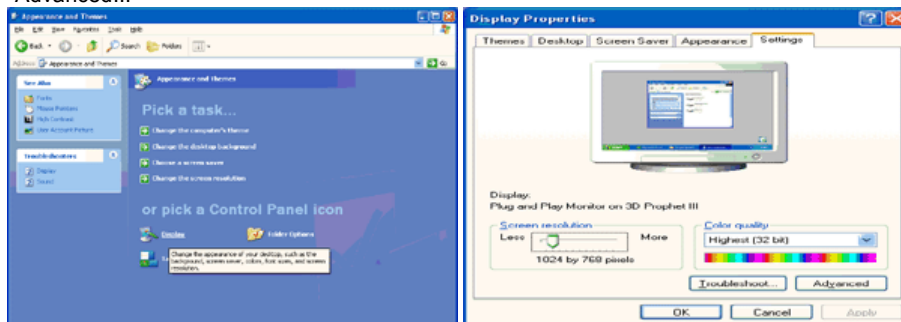 Advanced...
Appearance and Themes
File Edit View Favorites Tools Help
Back Search Folders
Address Appearance and Themes
See Also
Fonts
Mouse Pointers
High Contrast
User Account Picture
Troubleshooters
Display
Sound
Appearance and Themes
Pick a task...
Change the computer's theme
Change the desktop background
Choose a screen saver
Change the screen resolution
or pick a Control Panel icon
Display Folder Options
Change the appearance of your desktop, such as the
background, screen saver, colors, font sizes, and screen
resolution.
Display Properties
Themes Desktop Screen Saver Appearance Settings
Display:
Plug and Play Monitor on 3D Prophet III
Screen resolution
Less More
1024 by 768 pixels
Color quality
Highest (32 bit)
Troubleshoot... Advanced
OK Cancel Apply